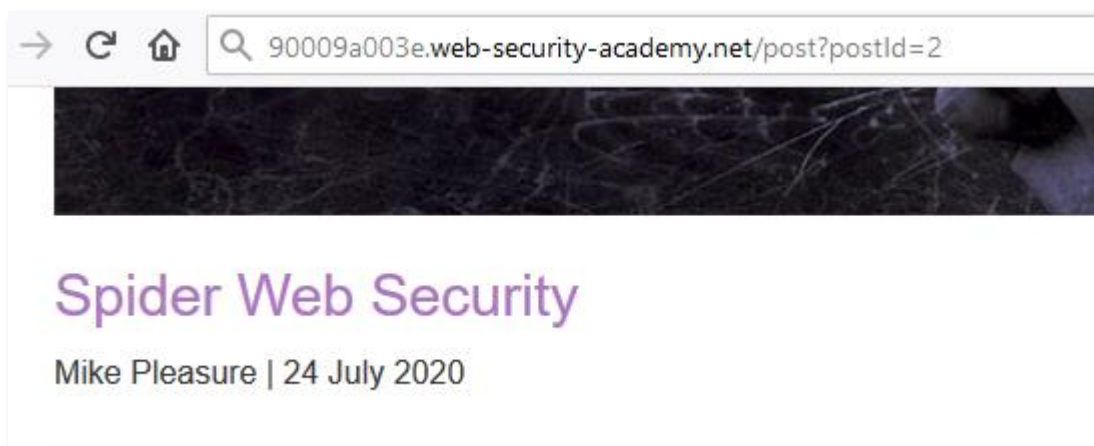 90009a003e.web-security-academy.net/post?postId=2
Spider Web Security
Mike Pleasure | 24 July 2020